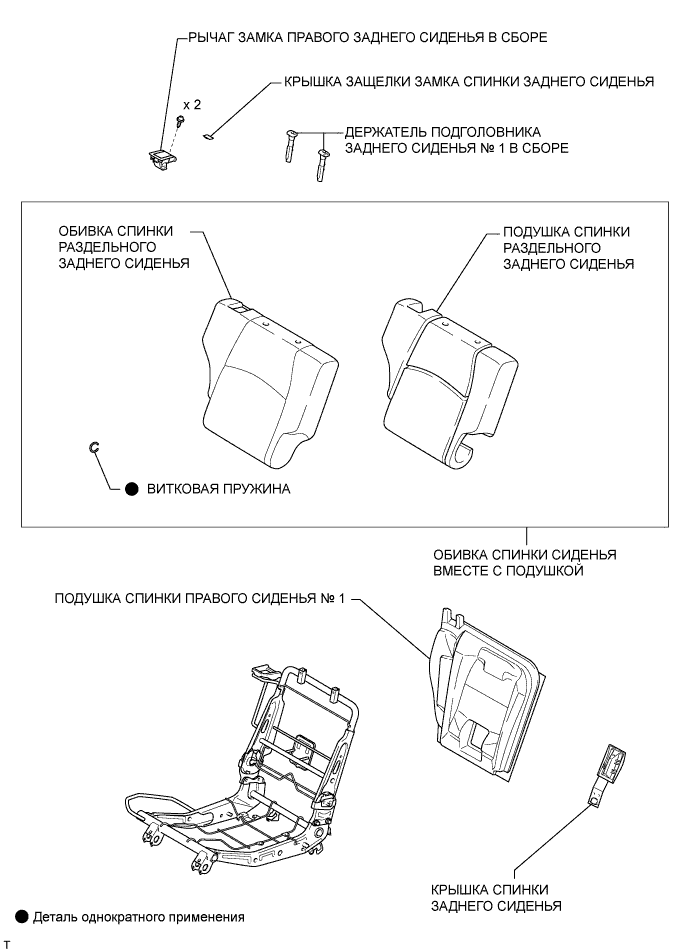 РЫЧАГ ЗАМКА ПРАВОГО ЗАДНЕГО СИДЕНЬЯ В СБОРЕ
КРЫШКА ЗАЩЕЛКИ ЗАМКА СПИНКИ ЗАДНЕГО СИДЕНЬЯ
x 2
ДЕРЖАТЕЛЬ ПОДГОЛОВНИКА
ЗАДНЕГО СИДЕНЬЯ № 1 В СБОРЕ
ОБИВКА СПИНКИ
РАЗДЕЛЬНОГО
ЗАДНЕГО СИДЕНЬЯ
ПОДУШКА СПИНКИ
РАЗДЕЛЬНОГО
ЗАДНЕГО СИДЕНЬЯ
ВИТКОВАЯ ПРУЖИНА
ОБИВКА СПИНКИ СИДЕНЬЯ
ВМЕСТЕ С ПОДУШКОЙ
ПОДУШКА СПИНКИ ПРАВОГО СИДЕНЬЯ № 1
КРЫШКА СПИНКИ
ЗАДНЕГО СИДЕНЬЯ
Деталь однократного применения
T